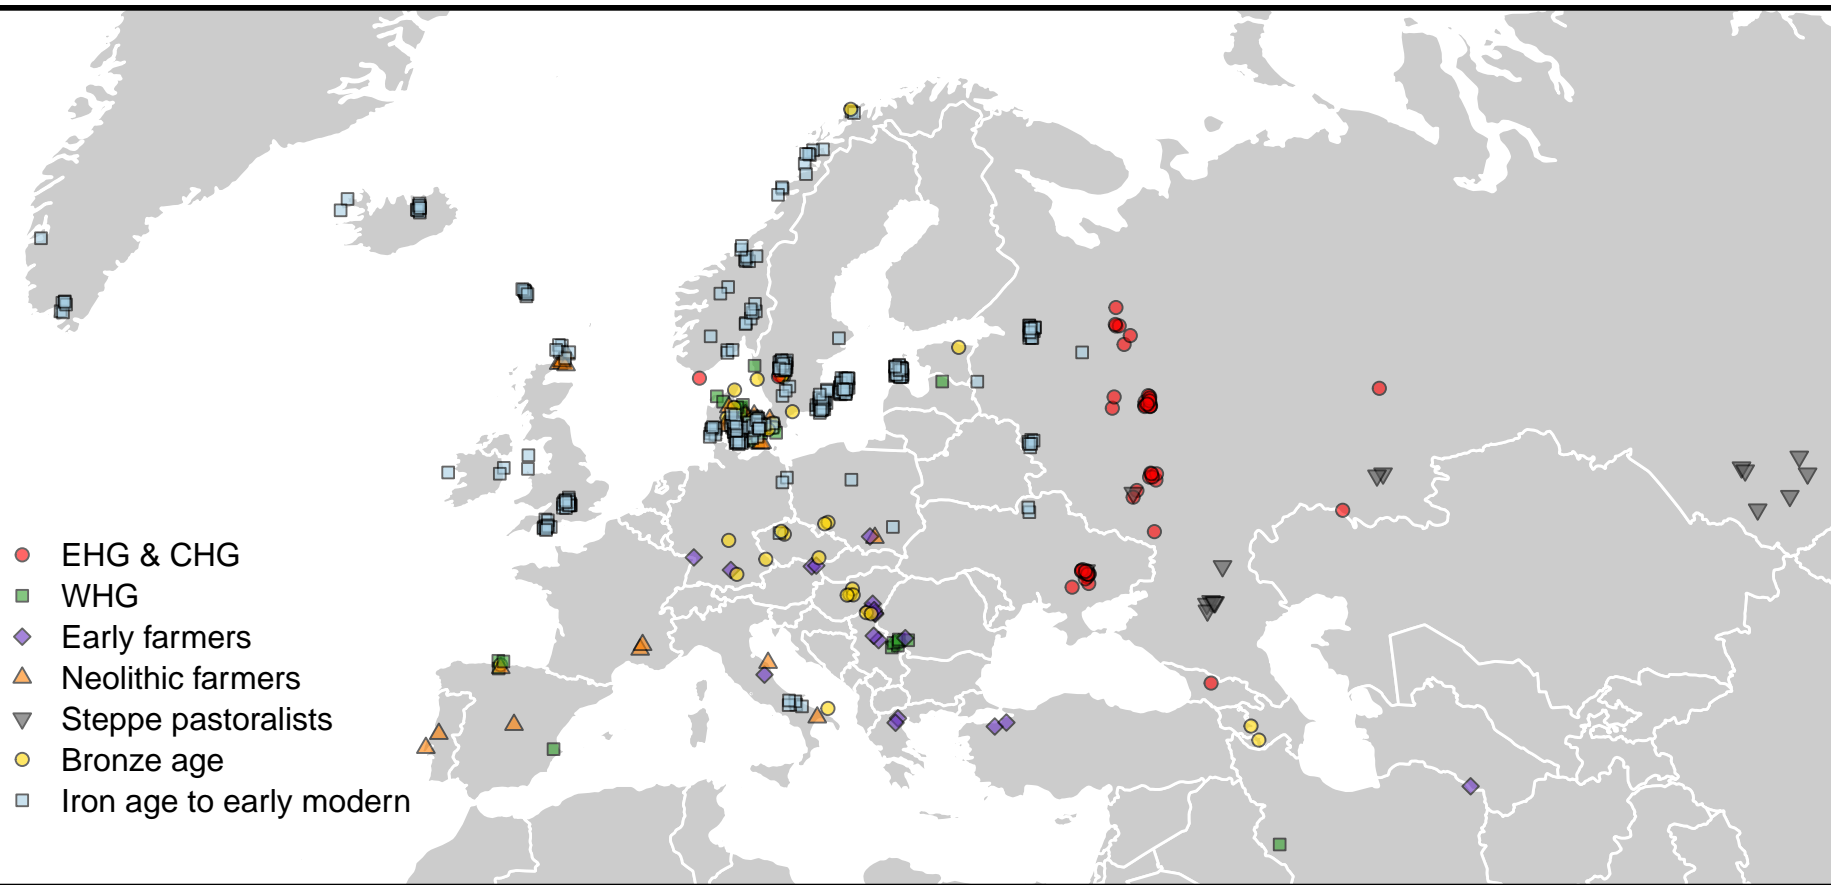 EHG & CHG
WHG
Early farmers
Neolithic farmers
Steppe pastoralists
Bronze age
Iron age to early modern